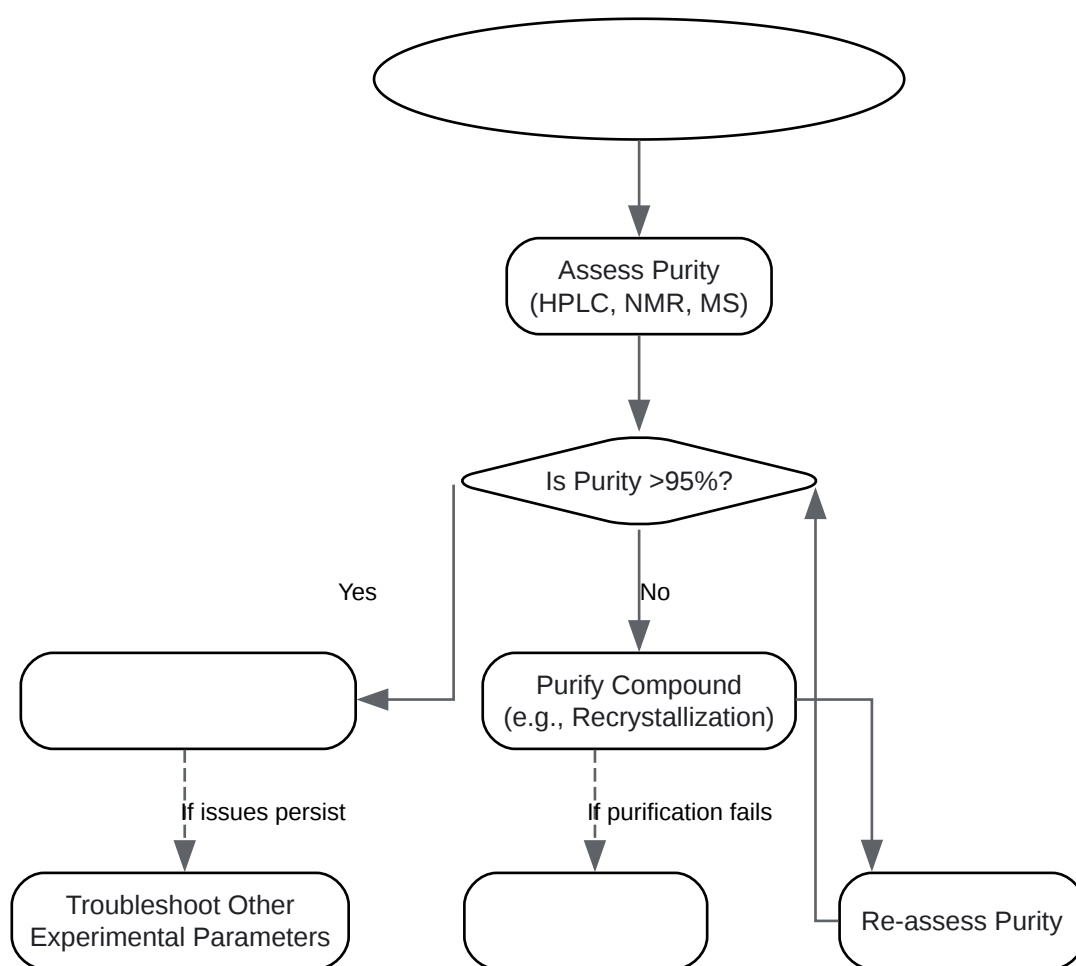 Assess Purity
(HPLC, NMR, MS)
Is Purity >95%?
Yes
No
Purify Compound
(e.g., Recrystallization)
If issues persist
If purification fails
Troubleshoot Other
Experimental Parameters
Re-assess Purity